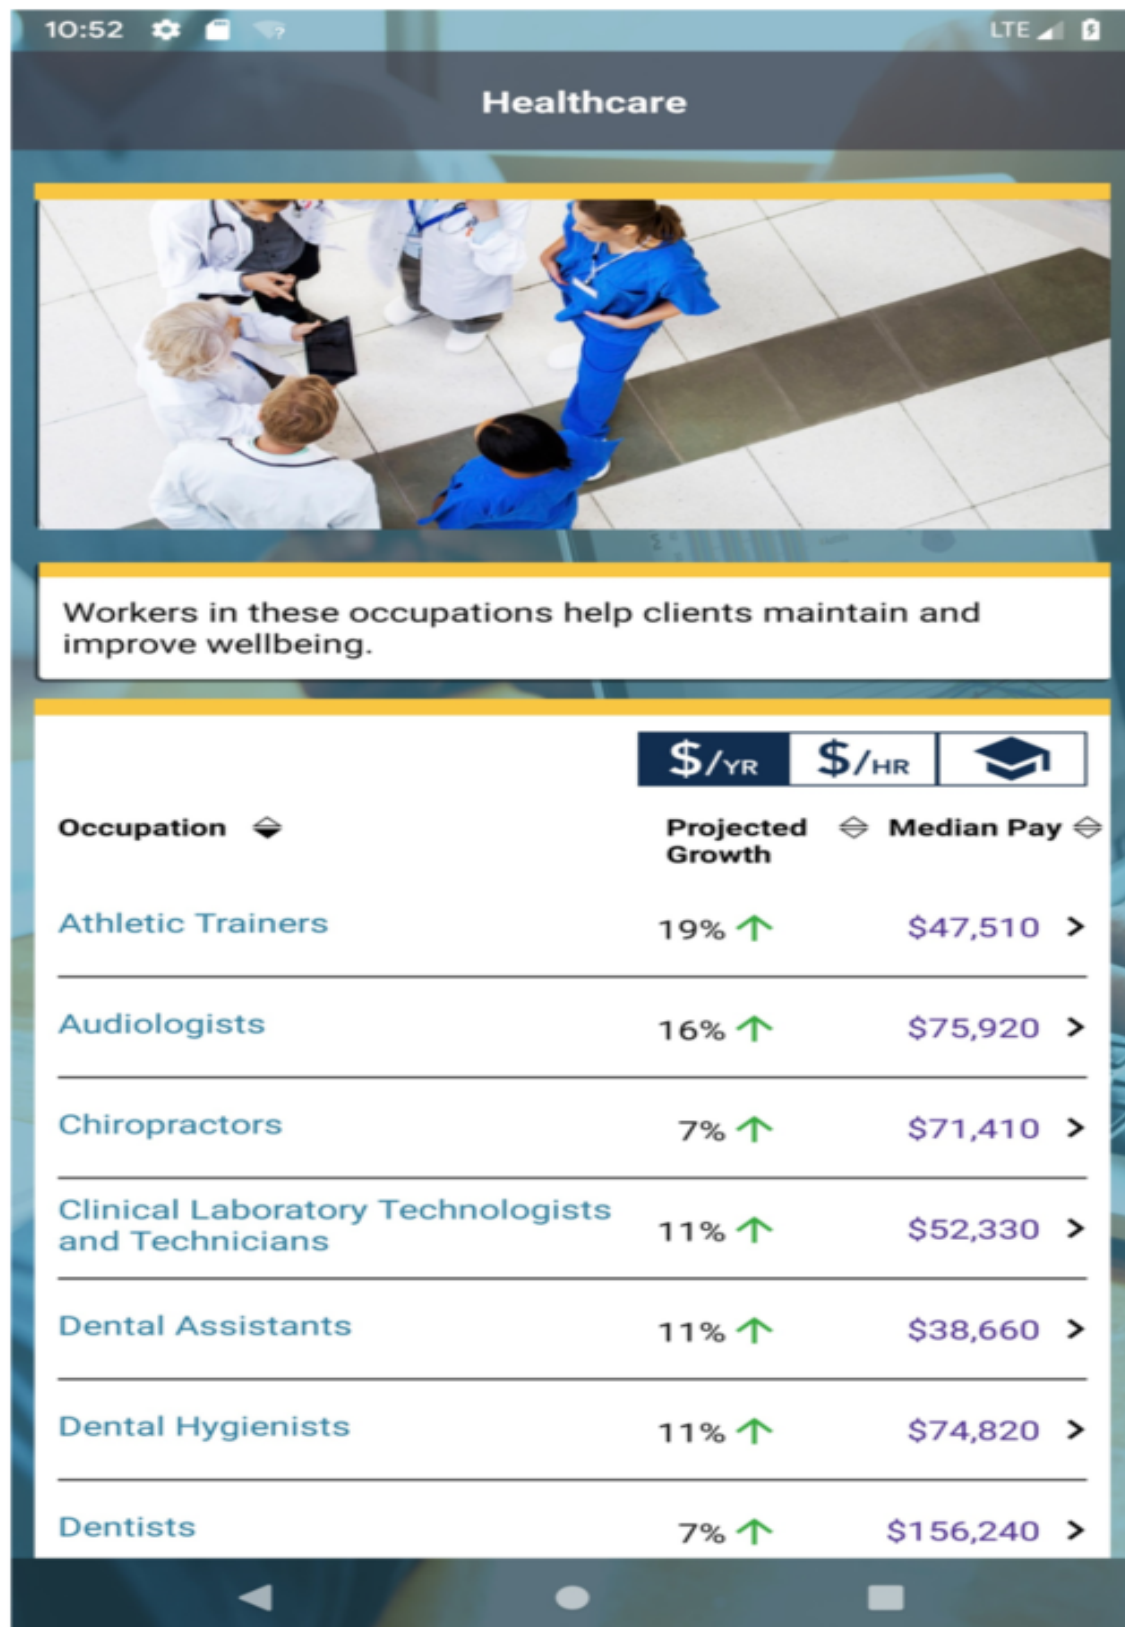 10:52
LTE
Healthcare
Workers in these occupations help clients maintain and
improve wellbeing.
$/YR $/HR
Occupation Projected Growth Median Pay
Athletic Trainers 19% $47,510
Audiologists 16% $75,920
Chiropractors 7% $71,410
Clinical Laboratory Technologists
and Technicians 11% $52,330
Dental Assistants 11% $38,660
Dental Hygienists 11% $74,820
Dentists 7% $156,240